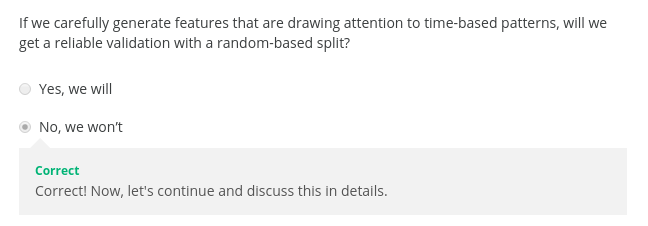 If we carefully generate features that are drawing attention to time-based patterns, will we
get a reliable validation with a random-based split?
Yes, we will
No, we won’t
Correct
Correct! Now, let's continue and discuss this in details.